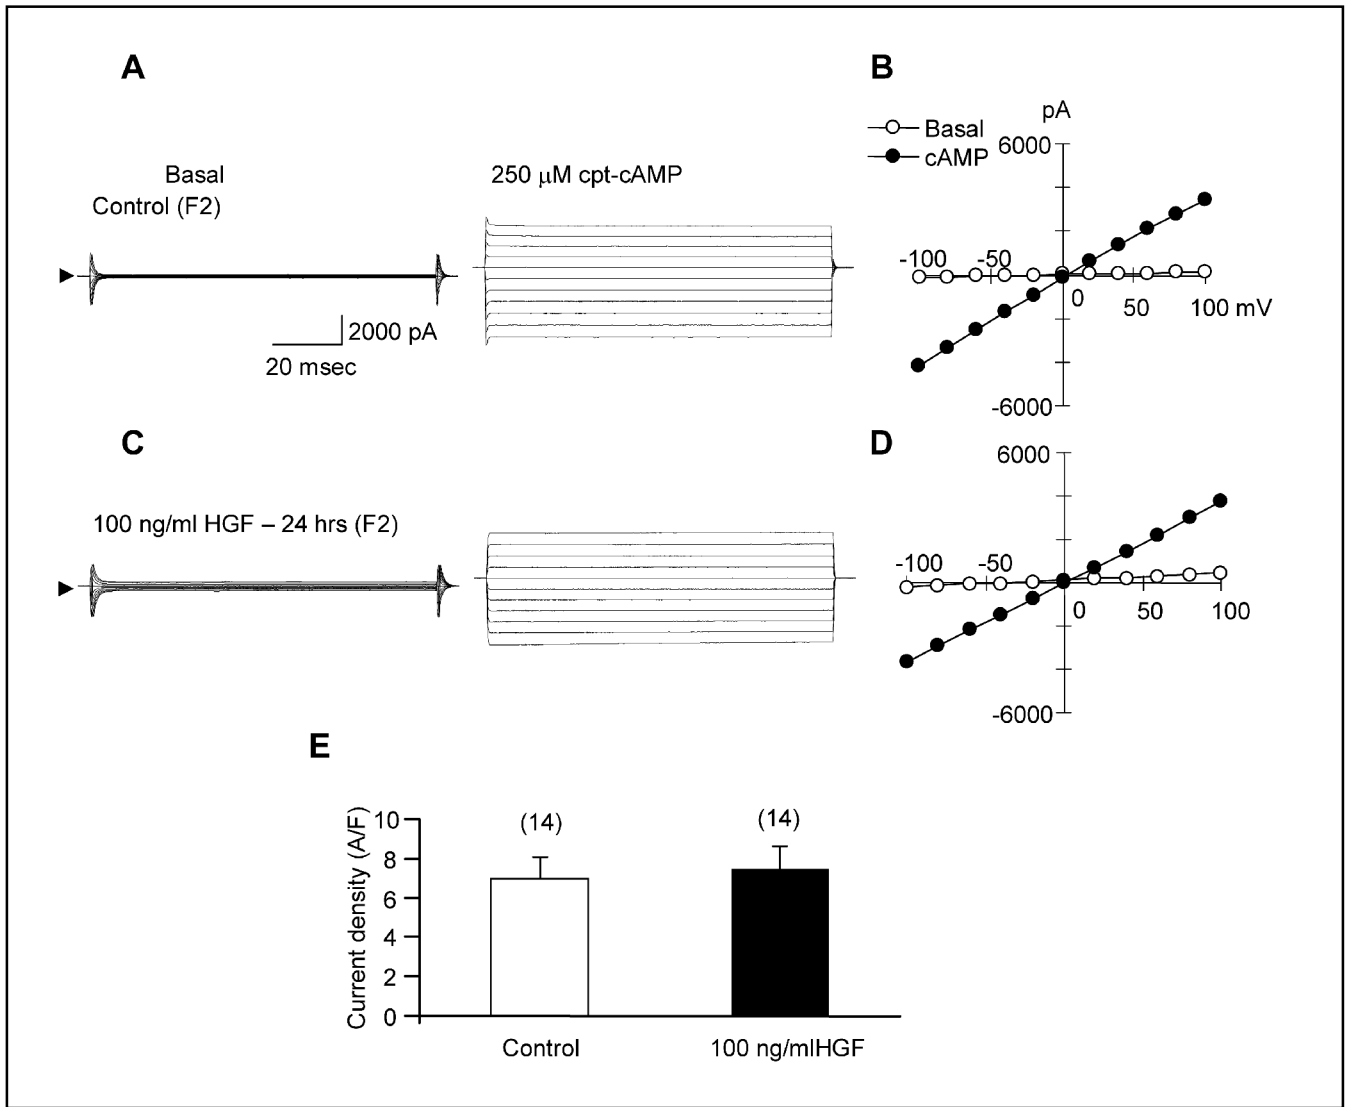 A
Basal
Control (F2)
250 μM cpt-cAMP
2000 pA
20 msec
B
pA
Basal
cAMP
6000
-100
-50
0
50
100 mV
-6000
C
100 ng/ml HGF – 24 hrs (F2)
D
6000
-100
-50
0
50
100
-6000
E
Current density (A/F)
10
8
6
4
2
0
(14)
(14)
Control
100 ng/mlHGF